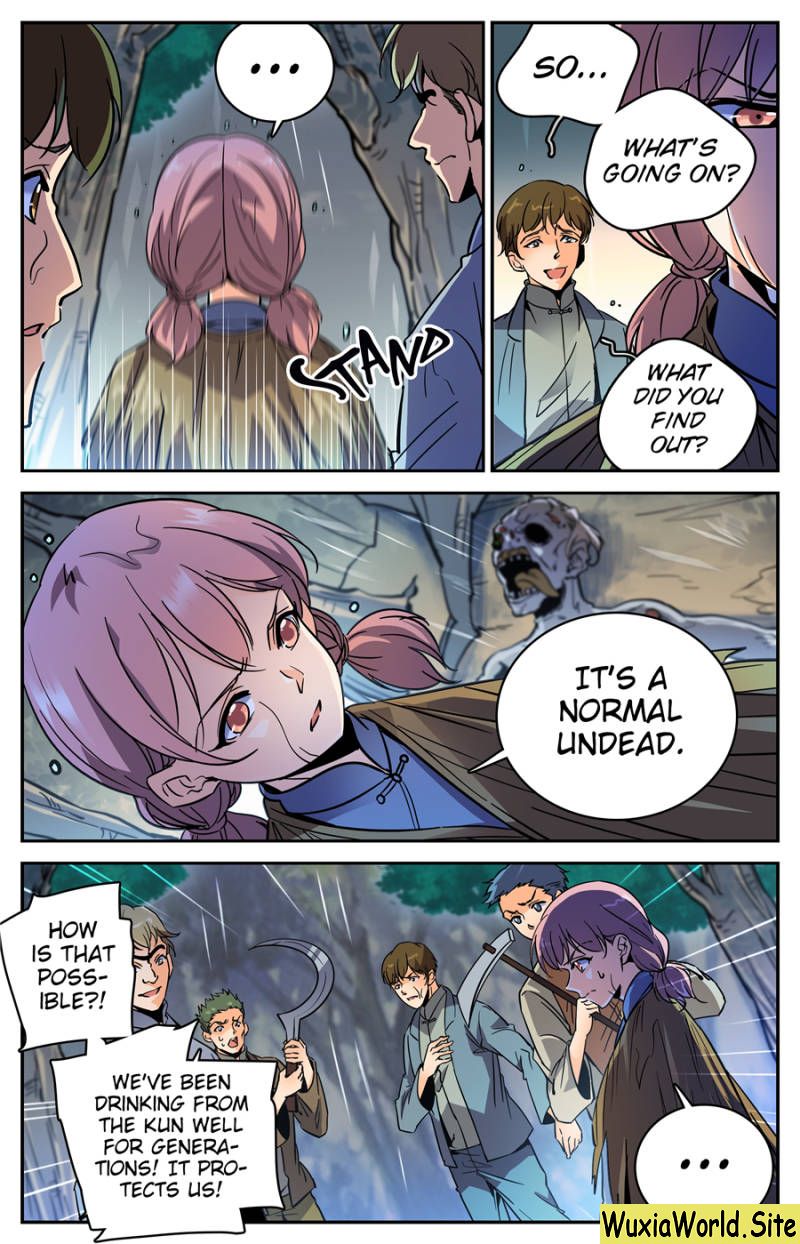 ...
STAND
SO...
WHAT'S
GOING ON?
WHAT
DID YOU
FIND
OUT?
IT'S A
NORMAL
UNDEAD.
HOW
IS THAT
POSS-
IBLE?!
WE'VE BEEN
DRINKING FROM
THE KUN WELL
FOR GENERA-
TIONS! IT PRO-
TECTS US!
...
WuxiaWorld.Site